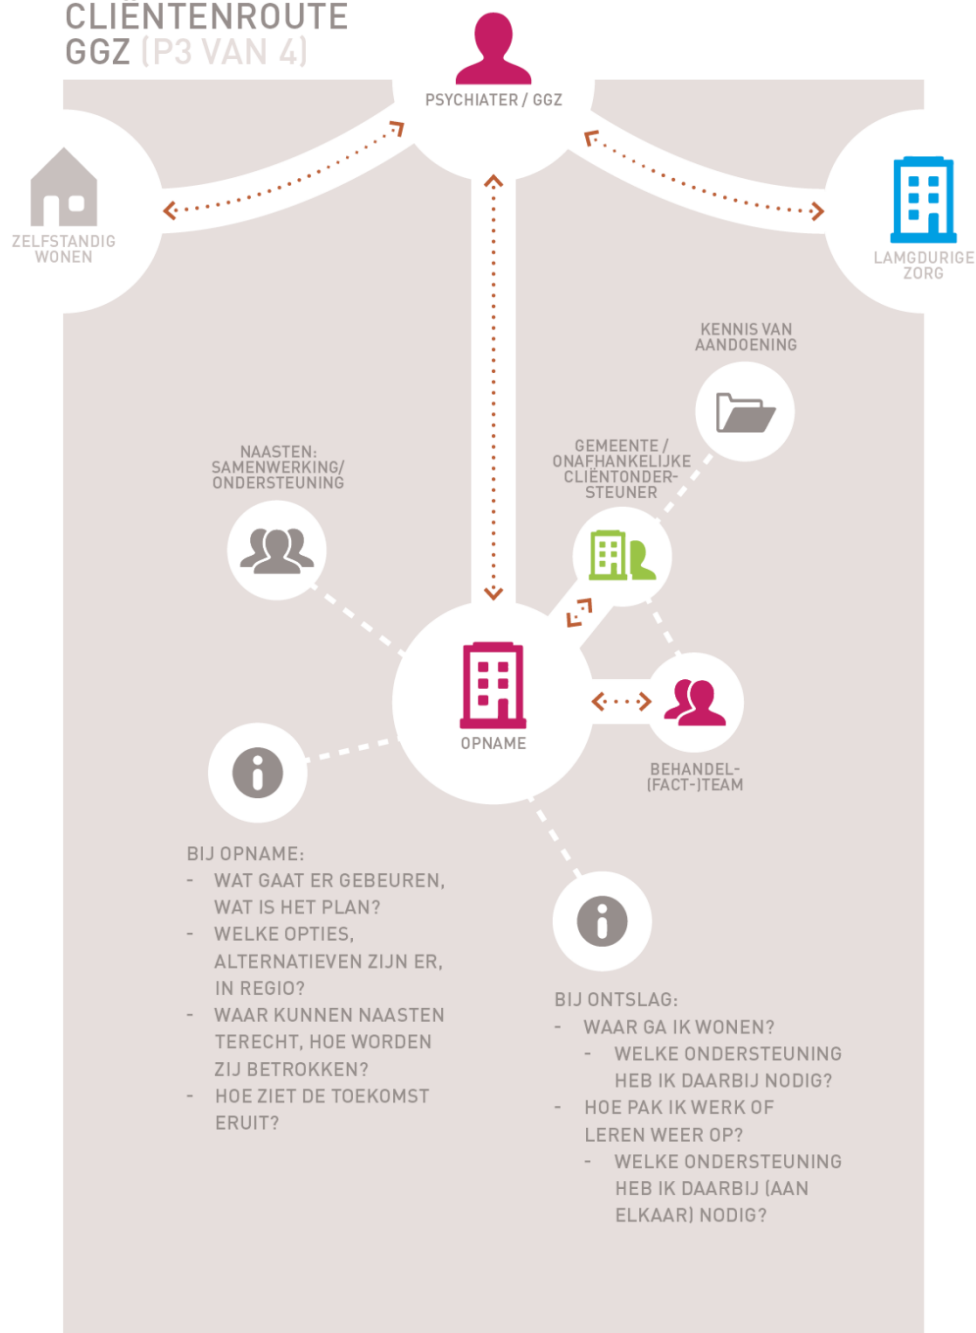 CLIËNTENROUTE
GGZ (P3 VAN 4)
PSYCHIATER / GGZ
ZELFSTANDIG
WONEN
LAMGDURIGE
ZORG
KENNIS VAN
AANDOENING
NAASTEN:
SAMENWERKING/
ONDERSTEUNING
GEMEENTE /
ONAFHANKELIJKE
CLIËNTONDER-
STEUNER
OPNAME
BEHANDEL-
(FACT-)TEAM
BIJ OPNAME:
- WAT GAAT ER GEBEUREN,
WAT IS HET PLAN?
- WELKE OPTIES,
ALTERNATIEVEN ZIJN ER,
IN REGIO?
- WAAR KUNNEN NAASTEN
TERECHT, HOE WORDEN
ZIJ BETROKKEN?
- HOE ZIET DE TOEKOMST
ERUIT?
BIJ ONTSLAG:
- WAAR GA IK WONEN?
- WELKE ONDERSTEUNING
HEB IK DAARBIJ NODIG?
- HOE PAK IK WERK OF
LEREN WEER OP?
- WELKE ONDERSTEUNING
HEB IK DAARBIJ (AAN
ELKAAR) NODIG?